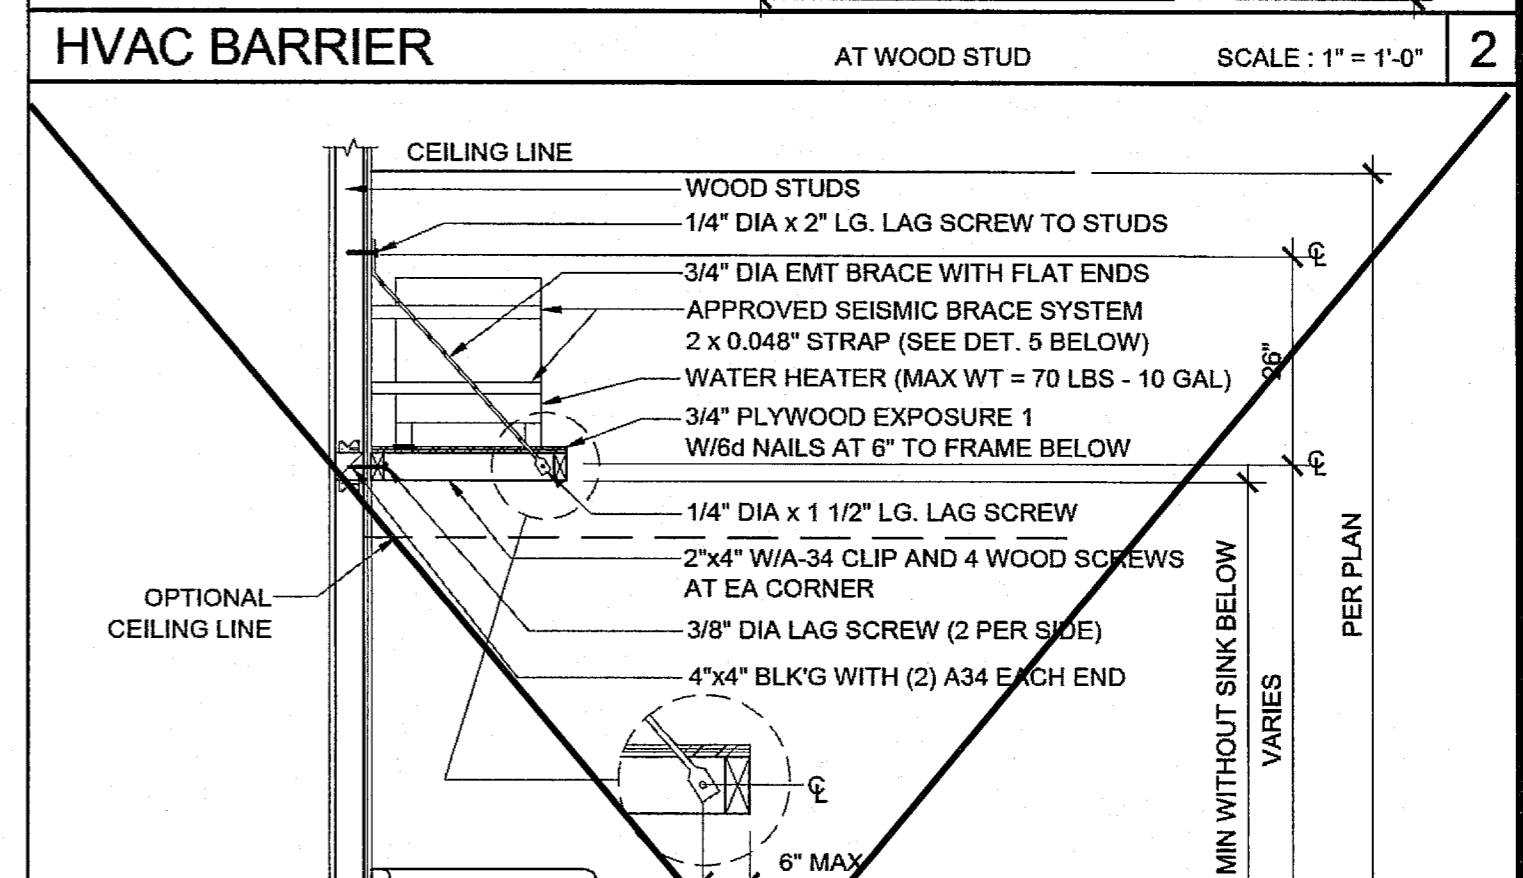 HVAC BARRIER
AT WOOD STUD
SCALE : 1" = 1'-0"
2
CEILING LINE
WOOD STUDS
1/4" DIA x 2" LG. LAG SCREW TO STUDS
3/4" DIA EMT BRACE WITH FLAT ENDS
APPROVED SEISMIC BRACE SYSTEM
2 x 0.048" STRAP (SEE DET. 5 BELOW)
WATER HEATER (MAX WT = 70 LBS - 10 GAL)
3/4" PLYWOOD EXPOSURE 1
W/6d NAILS AT 6" TO FRAME BELOW
1/4" DIA x 1 1/2" LG. LAG SCREW
2"x4" W/A-34 CLIP AND 4 WOOD SCREWS
AT EA CORNER
3/8" DIA LAG SCREW (2 PER SIDE)
4"x4" BLK'G WITH (2) A34 EACH END
OPTIONAL
CEILING LINE
℄
℄
℄
6" MAX
MIN WITHOUT SINK BELOW
VARIES
PER PLAN